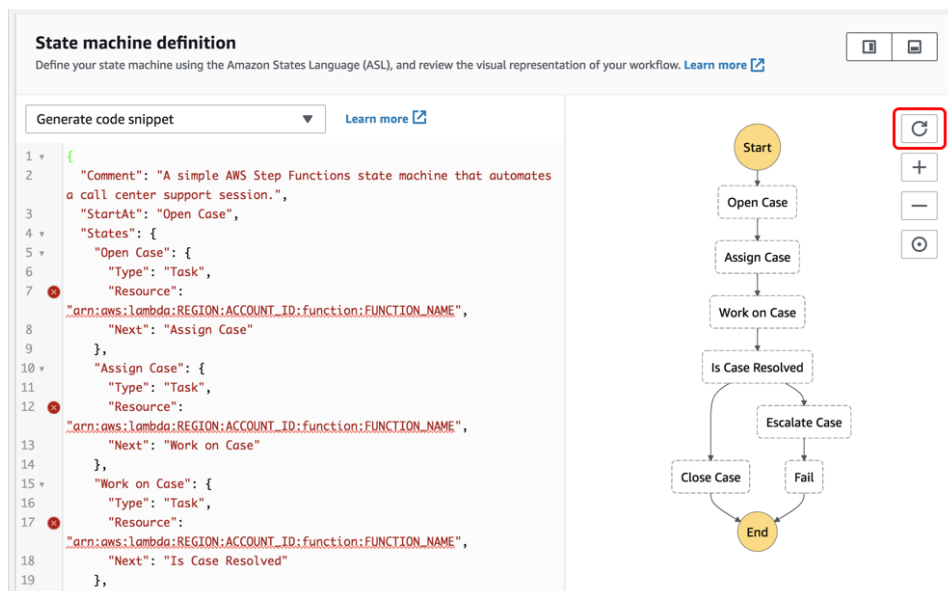 State machine definition
Define your state machine using the Amazon States Language (ASL), and review the visual representation of your workflow. Learn more
Generate code snippet
Learn more
1 {
2 "Comment": "A simple AWS Step Functions state machine that automates
a call center support session.",
3 "StartAt": "Open Case",
4 "States": {
5 "Open Case": {
6 "Type": "Task",
7 "Resource":
"arn:aws:lambda:REGION:ACCOUNT_ID:function:FUNCTION_NAME",
8 "Next": "Assign Case"
9 },
10 "Assign Case": {
11 "Type": "Task",
12 "Resource":
"arn:aws:lambda:REGION:ACCOUNT_ID:function:FUNCTION_NAME",
13 "Next": "Work on Case"
14 },
15 "Work on Case": {
16 "Type": "Task",
17 "Resource":
"arn:aws:lambda:REGION:ACCOUNT_ID:function:FUNCTION_NAME",
18 "Next": "Is Case Resolved"
19 },
Start
Open Case
Assign Case
Work on Case
Is Case Resolved
Escalate Case
Close Case
Fail
End